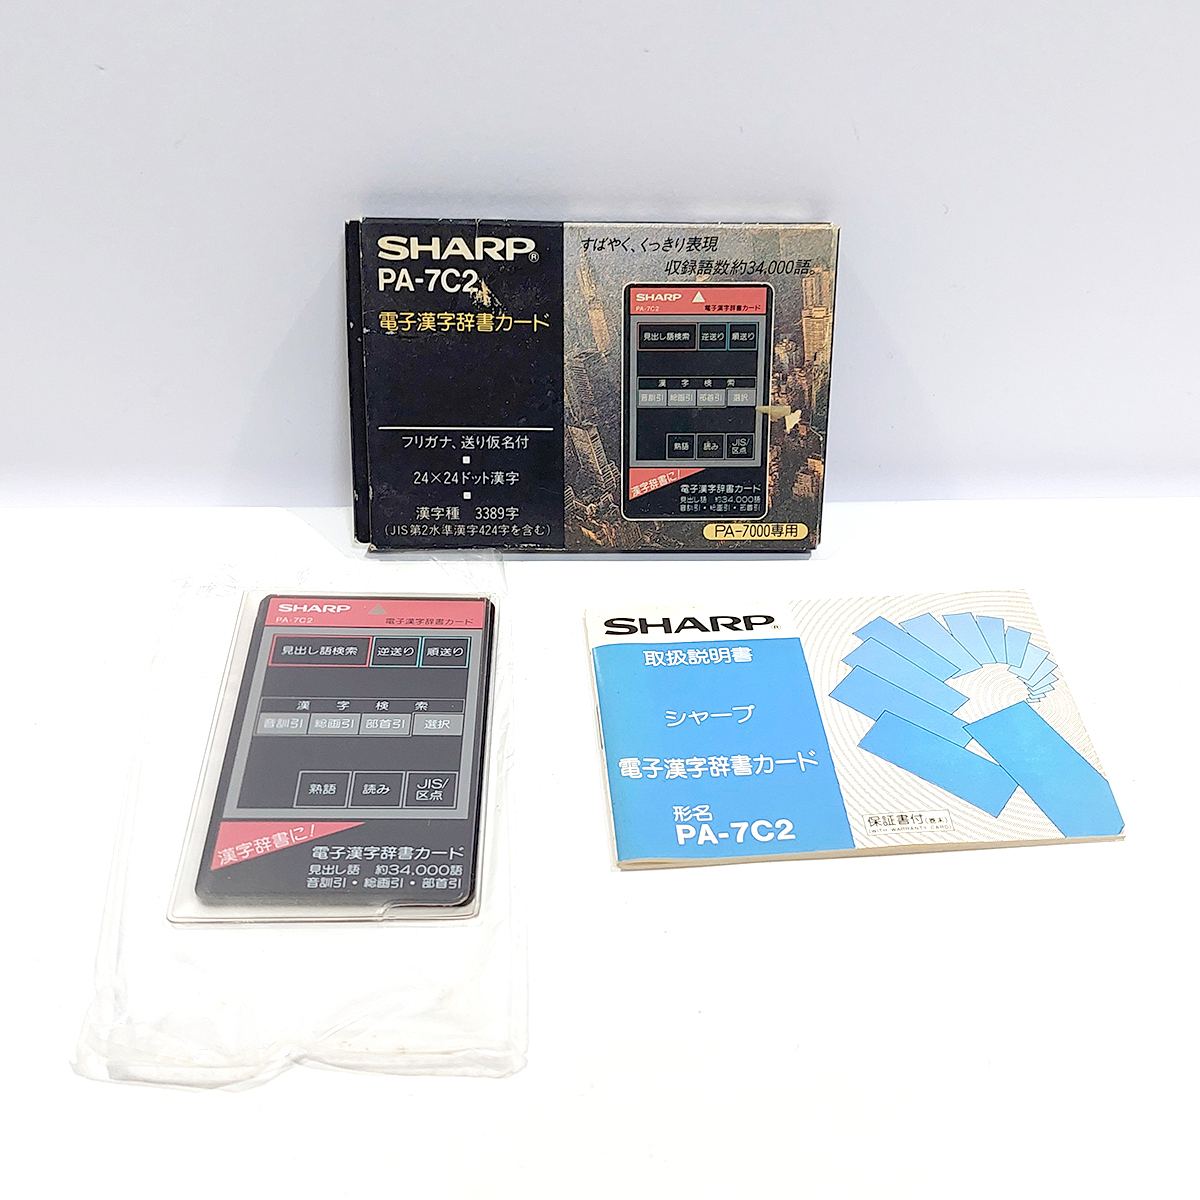 SHARP®
PA-7C2
電子漢字辞書カード
フリガナ、送り仮名付
24×24ドット漢字
漢字種 3389字
(JIS第2水準漢字424字を含む)
すばやく、くっきり表現
収録語数約34,000語。
SHARP
PA-7C2 電子漢字辞書カード
見出し語検索 逆送り 順送り
漢字検索
音訓引 絵画引 部首引 選択
熟語 読み JIS/区点
漢字辞書に!
電子漢字辞書カード
見出し語 約34,000語
音訓引・絵画引・部首引
PA-7000専用
SHARP
PA-7C2 電子漢字辞書カード
見出し語検索 逆送り 順送り
漢字検索
音訓引 絵画引 部首引 選択
熟語 読み JIS/区点
漢字辞書に!
電子漢字辞書カード
見出し語 約34,000語
音訓引・絵画引・部首引
SHARP®
取扱説明書
シャープ
電子漢字辞書カード
形名
PA-7C2
保証書付(巻末)
(WITH WARRANTY CARD)